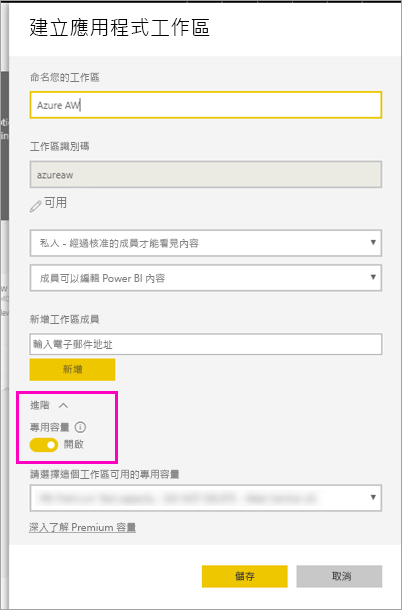 建立應用程式工作區
命名您的工作區
Azure AW
工作區識別碼
azureaw
可用
私人 - 經過核准的成員才能看見內容
成員可以編輯 Power BI 內容
新增工作區成員
輸入電子郵件地址
新增
進階
專用容量
開啟
請選擇這個工作區可用的專用容量
深入了解 Premium 容量
儲存
取消